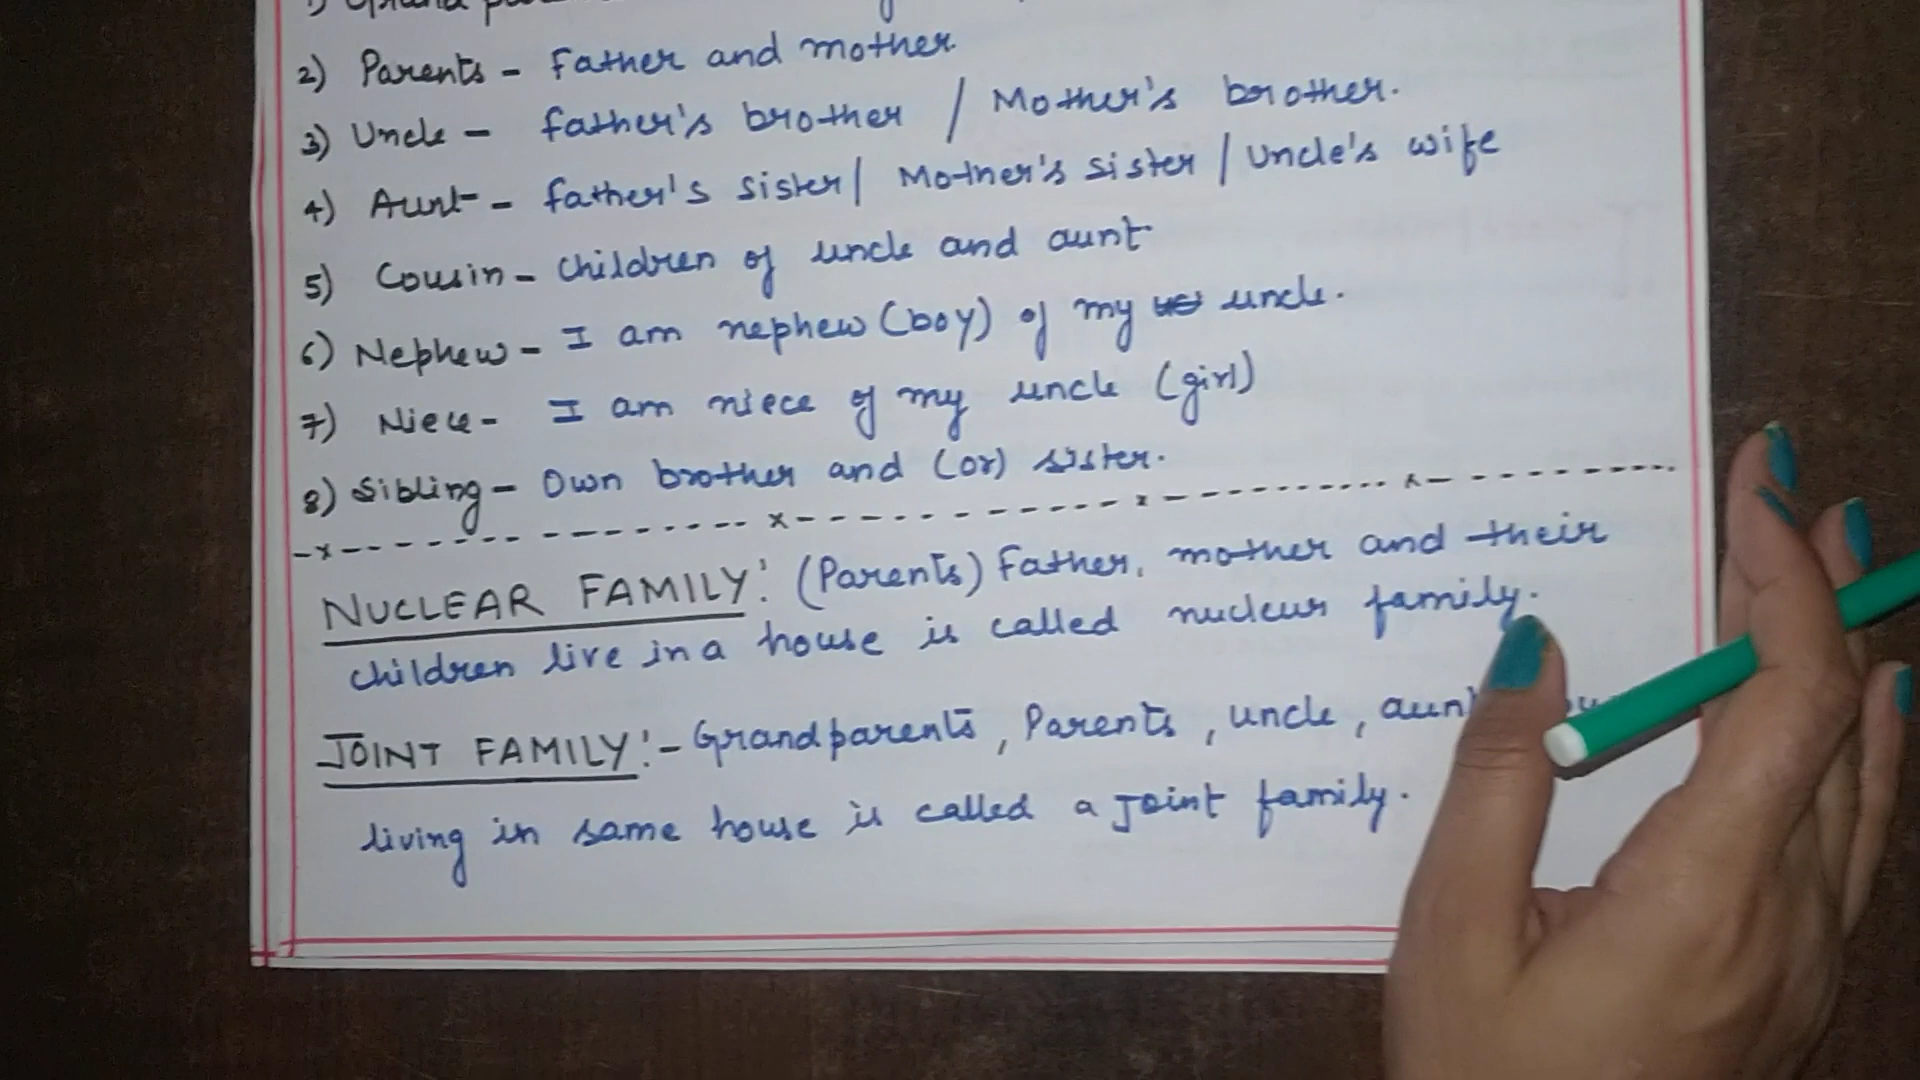 2) Parents - Father and mother
3) Uncle - father's brother / Mother's brother.
4) Aunt - father's sister / Mother's sister / Uncle's wife
5) Cousin - children of uncle and aunt
6) Nephew - I am nephew (boy) of my uncle.
7) Niece - I am niece of my uncle (girl)
8) Sibling - Own brother and (or) sister.
NUCLEAR FAMILY: (Parents) Father, mother and their
children live in a house is called nuclear family.
JOINT FAMILY:- Grandparents, Parents, uncle, aunt
living in same house is called a joint family.